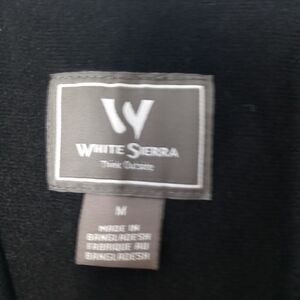 WHITE SIERRA
Think Outside
M
MADE IN
BANGLADESH
FABRIQUE AU
BANGLADESH